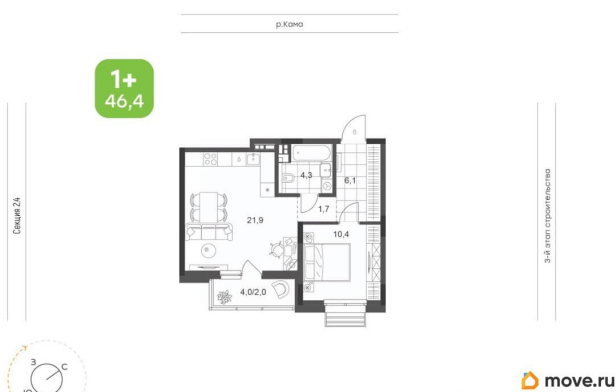 р.Кама
1+
46,4
4,3
6,1
1,7
21,9
10,4
4,0/2,0
Секция 24
3-й этап строительства
З
С
Ю
move.ru